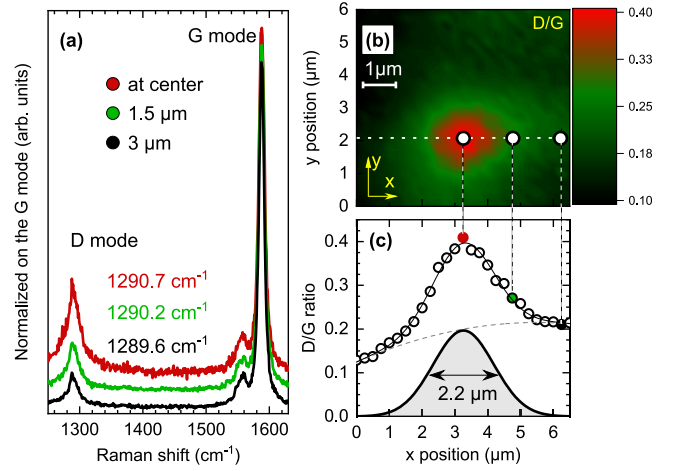 (a)
G mode
at center
1.5 µm
3 µm
D mode
1290.7 cm⁻¹
1290.2 cm⁻¹
1289.6 cm⁻¹
Normalized on the G mode (arb. units)
1300 1400 1500 1600
Raman shift (cm⁻¹)
(b)
D/G
1µm
y
x
y position (µm)
6
5
4
3
2
1
0
0.40
0.33
0.25
0.18
0.10
(c)
D/G ratio
0.4
0.3
0.2
0.1
0.0
2.2 µm
0 1 2 3 4 5 6
x position (µm)